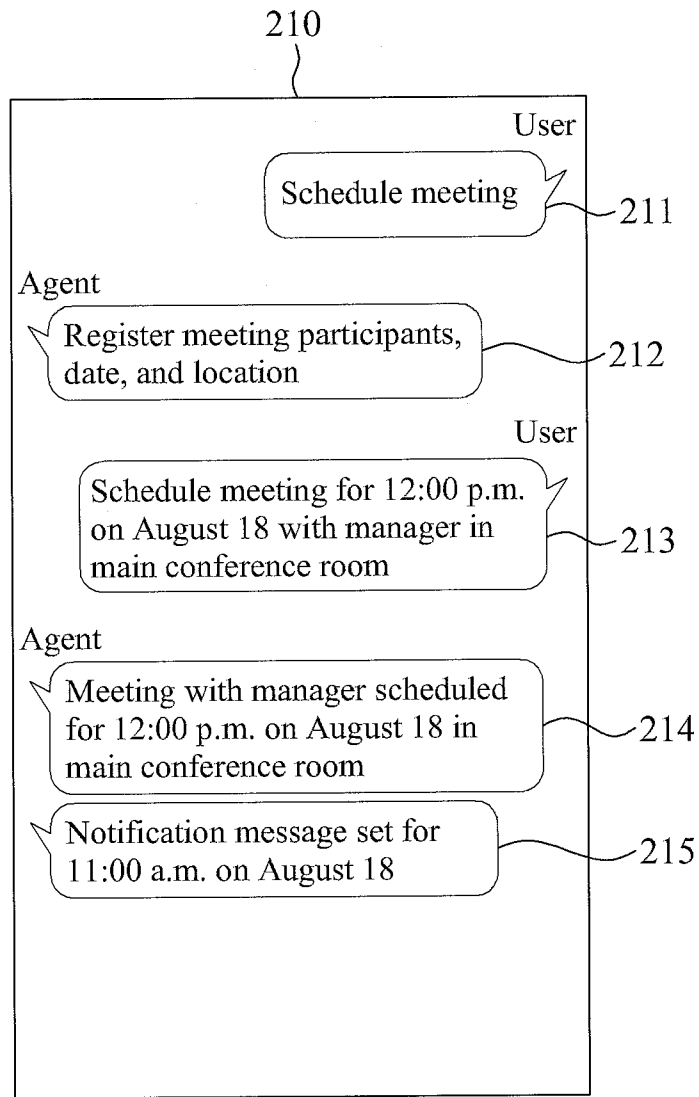 210
User
Schedule meeting
211
Agent
Register meeting participants,
date, and location
212
User
Schedule meeting for 12:00 p.m.
on August 18 with manager in
main conference room
213
Agent
Meeting with manager scheduled
for 12:00 p.m. on August 18 in
main conference room
214
Notification message set for
11:00 a.m. on August 18
215